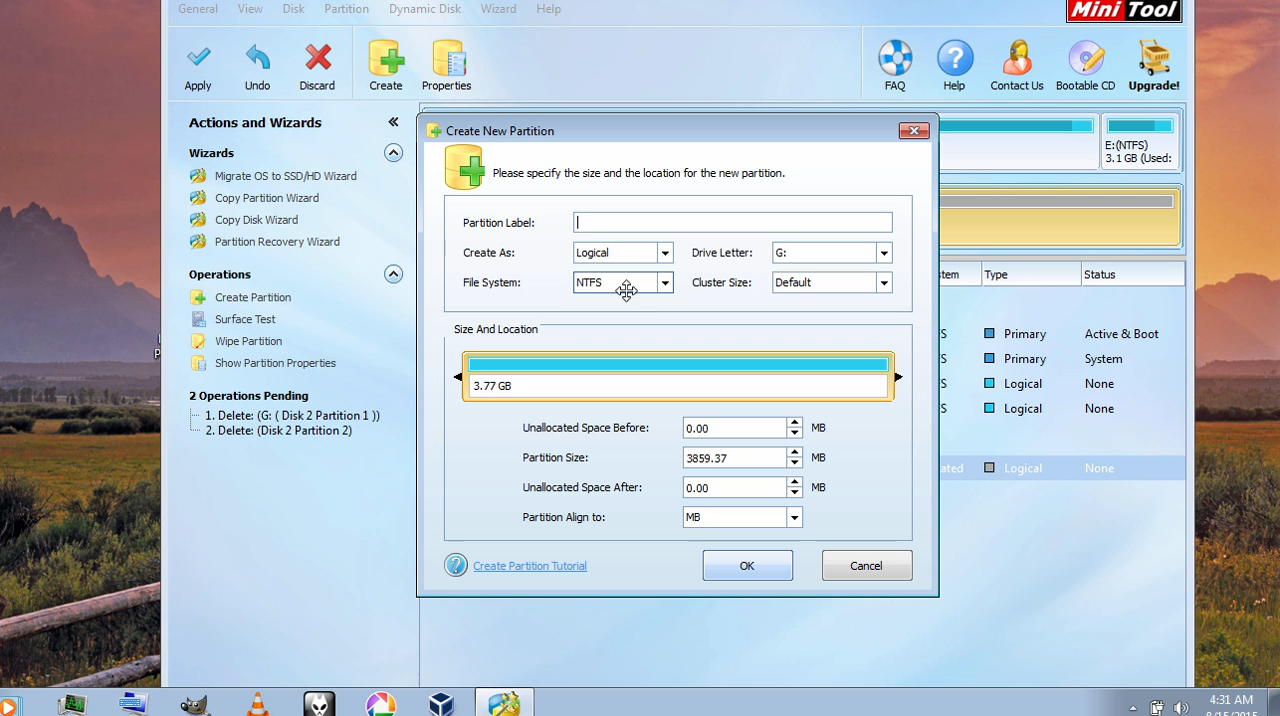 General View Disk Partition Dynamic Disk Wizard Help
Mini Tool
Apply Undo Discard Create Properties FAQ Help Contact Us Bootable CD Upgrade!
Actions and Wizards
Wizards
Migrate OS to SSD/HD Wizard
Copy Partition Wizard
Copy Disk Wizard
Partition Recovery Wizard
Operations
Create Partition
Surface Test
Wipe Partition
Show Partition Properties
2 Operations Pending
1. Delete: (G: ( Disk 2 Partition 1 ))
2. Delete: (Disk 2 Partition 2)
Create New Partition
Please specify the size and the location for the new partition.
Partition Label:
Create As: Logical Drive Letter: G:
File System: NTFS Cluster Size: Default
Size And Location
3.77 GB
Unallocated Space Before: 0.00 MB
Partition Size: 3859.37 MB
Unallocated Space After: 0.00 MB
Partition Align to: MB
Create Partition Tutorial OK Cancel
E:(NTFS)
3.1 GB (Used:
Type Status
Primary Active & Boot
Primary System
Logical None
Logical None
Logical None
4:31 AM
8/15/2015